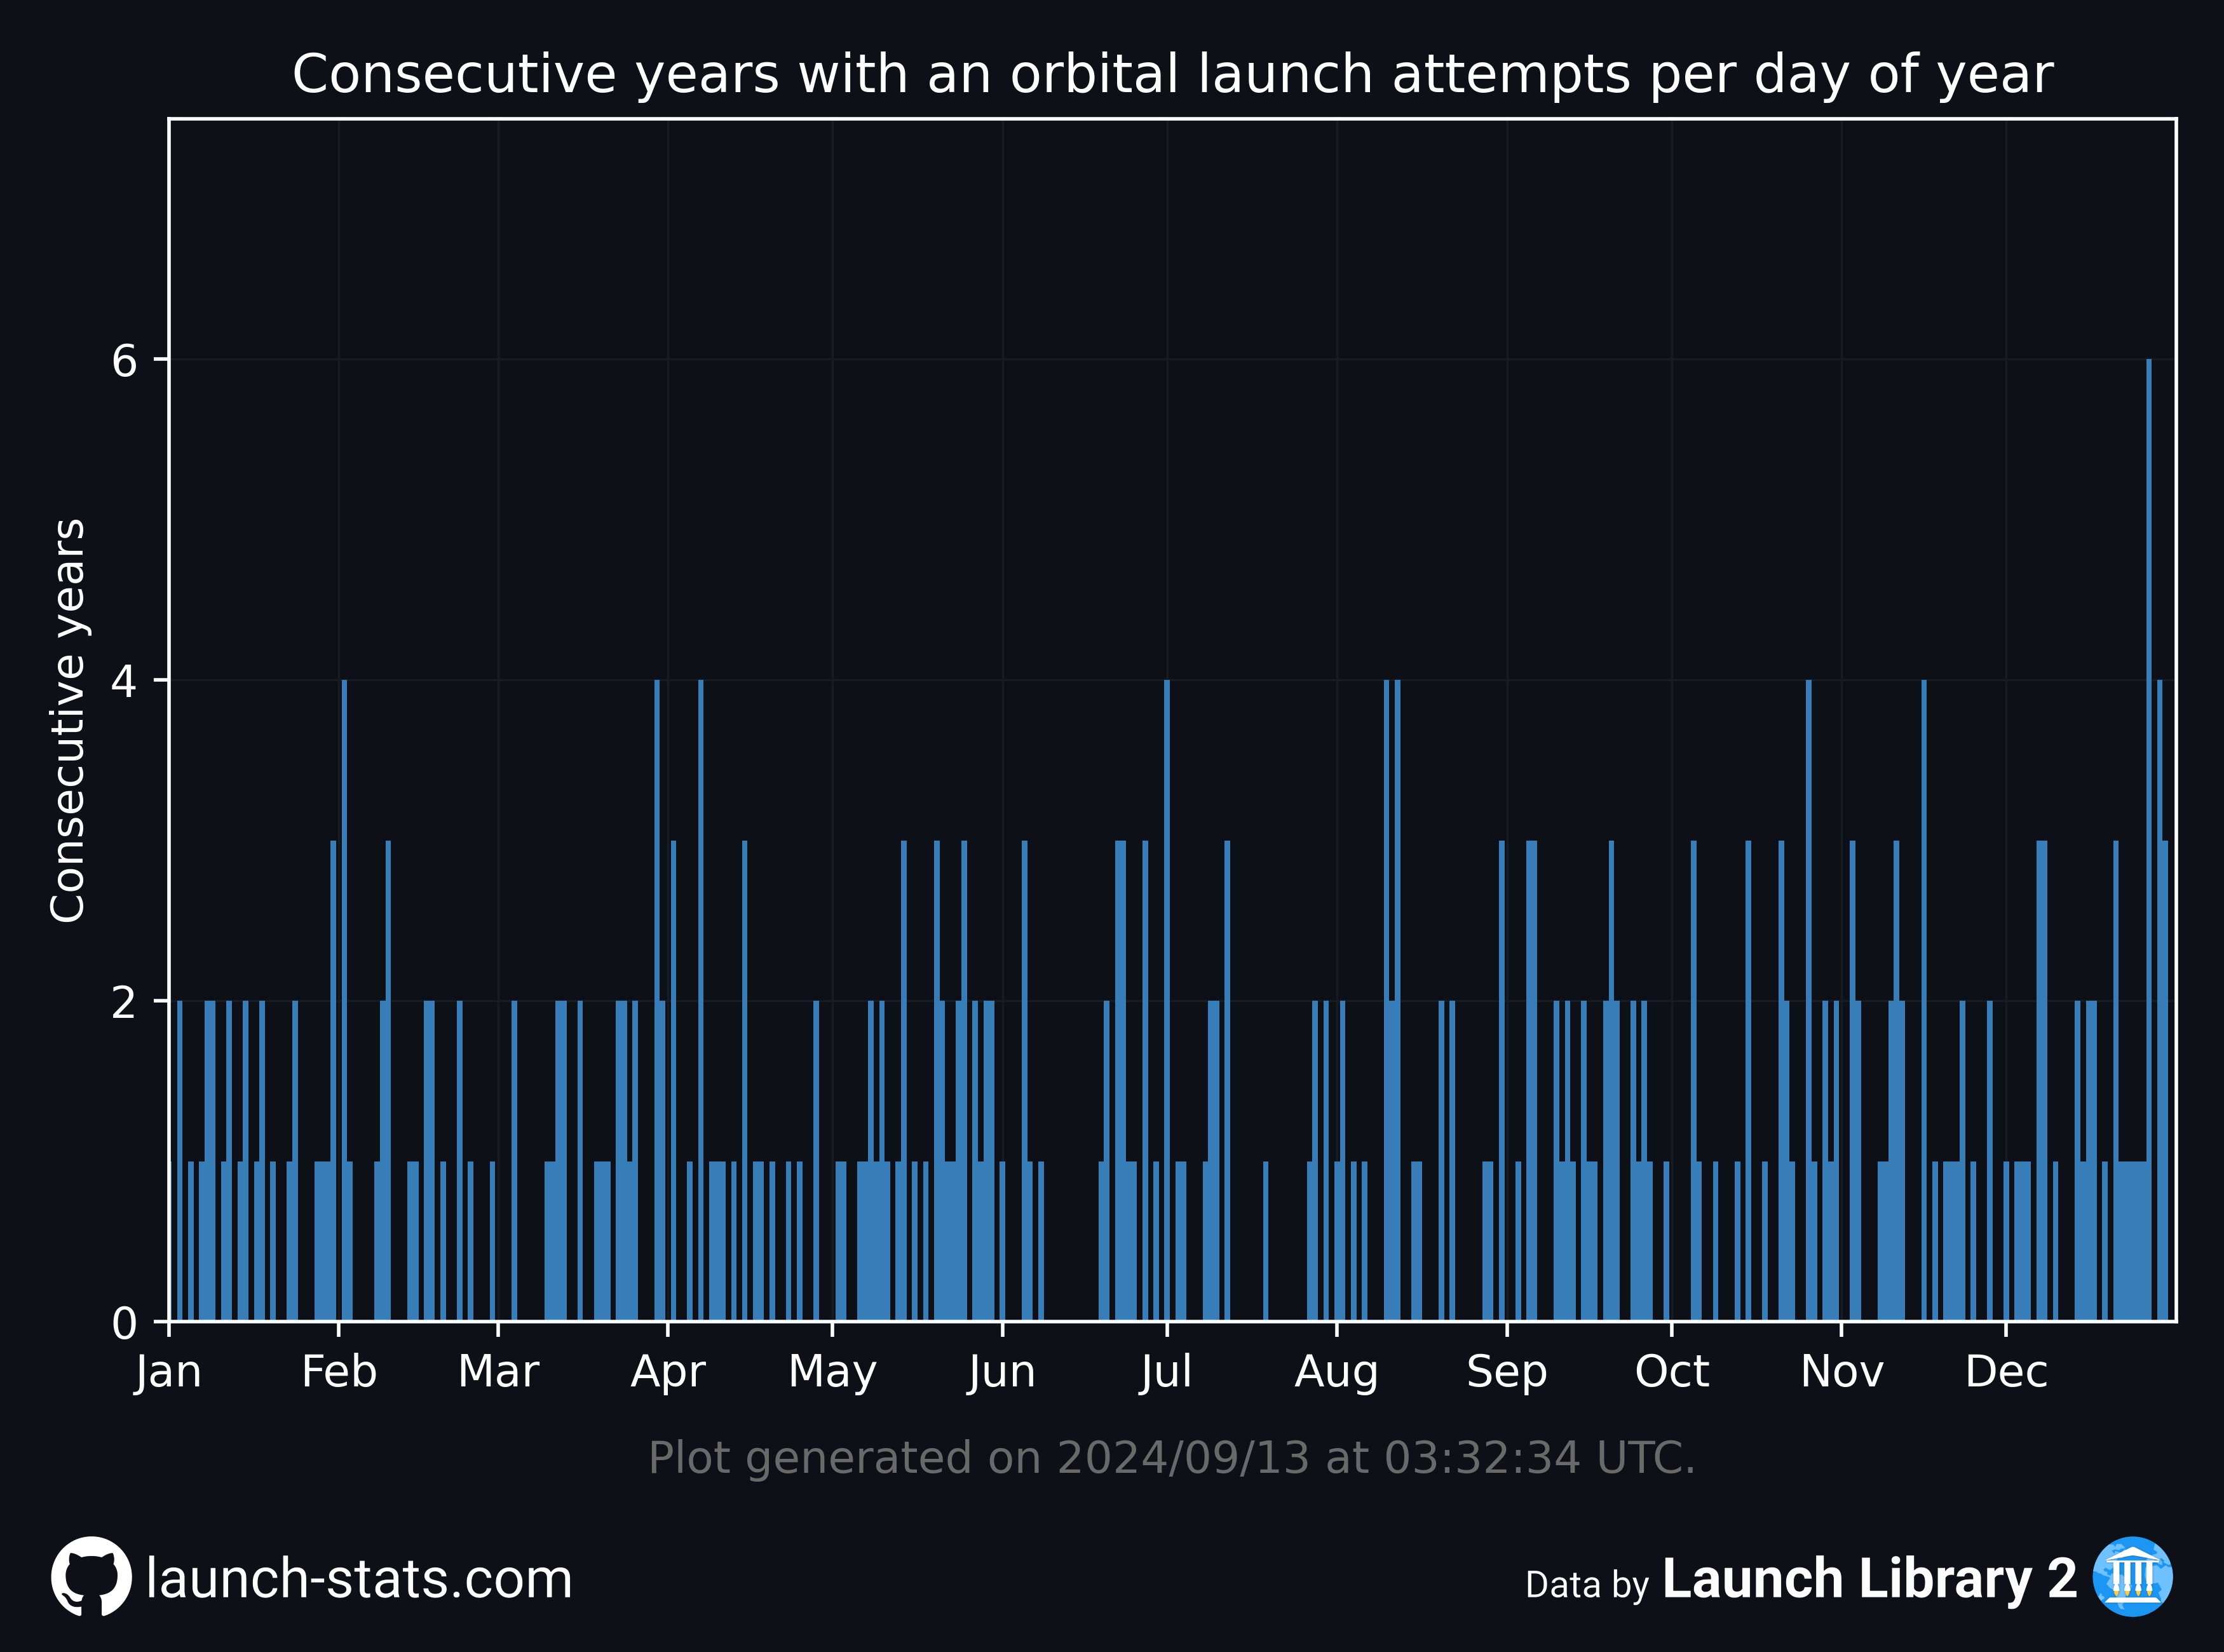 Consecutive years with an orbital launch attempts per day of year
Consecutive years
6
4
2
0
Jan Feb Mar Apr May Jun Jul Aug Sep Oct Nov Dec
Plot generated on 2024/09/13 at 03:32:34 UTC.
launch-stats.com
Data by Launch Library 2